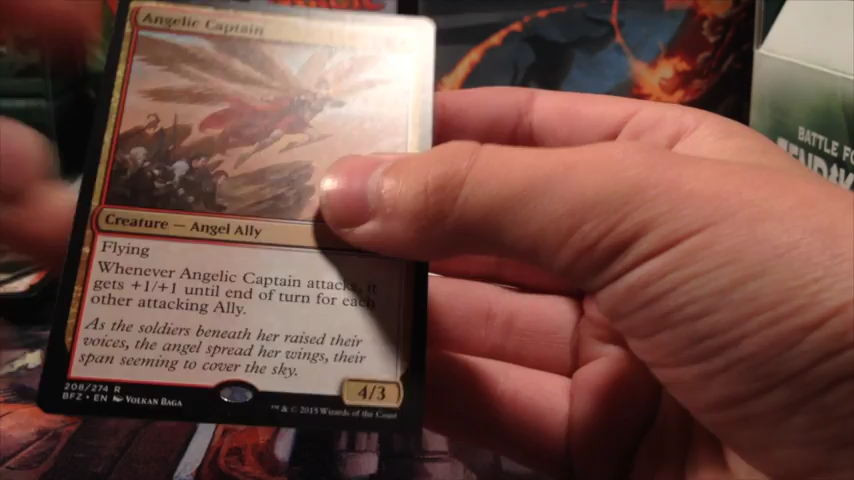 Angelic Captain
Creature — Angel Ally
Flying
Whenever Angelic Captain attacks, it
gets +1/+1 until end of turn for each
other attacking Ally.
As the soldiers beneath her raised their
voices, the angel spread her wings, their
span seeming to cover the sky.
4/3
208/274 R
BFZ • EN VOLKAN BAGA
™ & © 2015 Wizards of the Coast
BATTLE FO